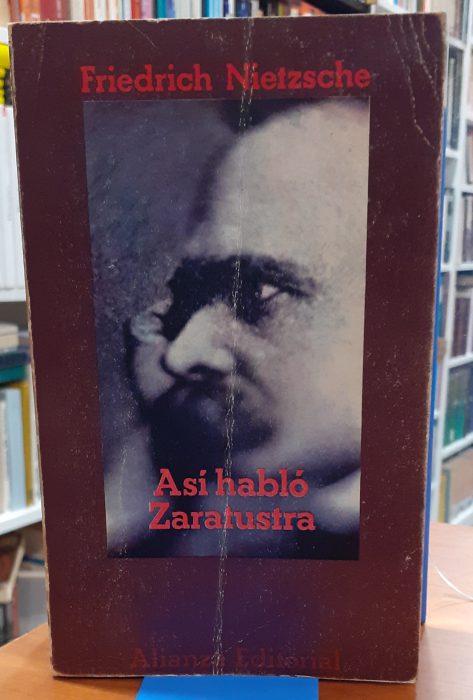 Friedrich Nietzsche
Así habló
Zaratustra
Alianza Editorial